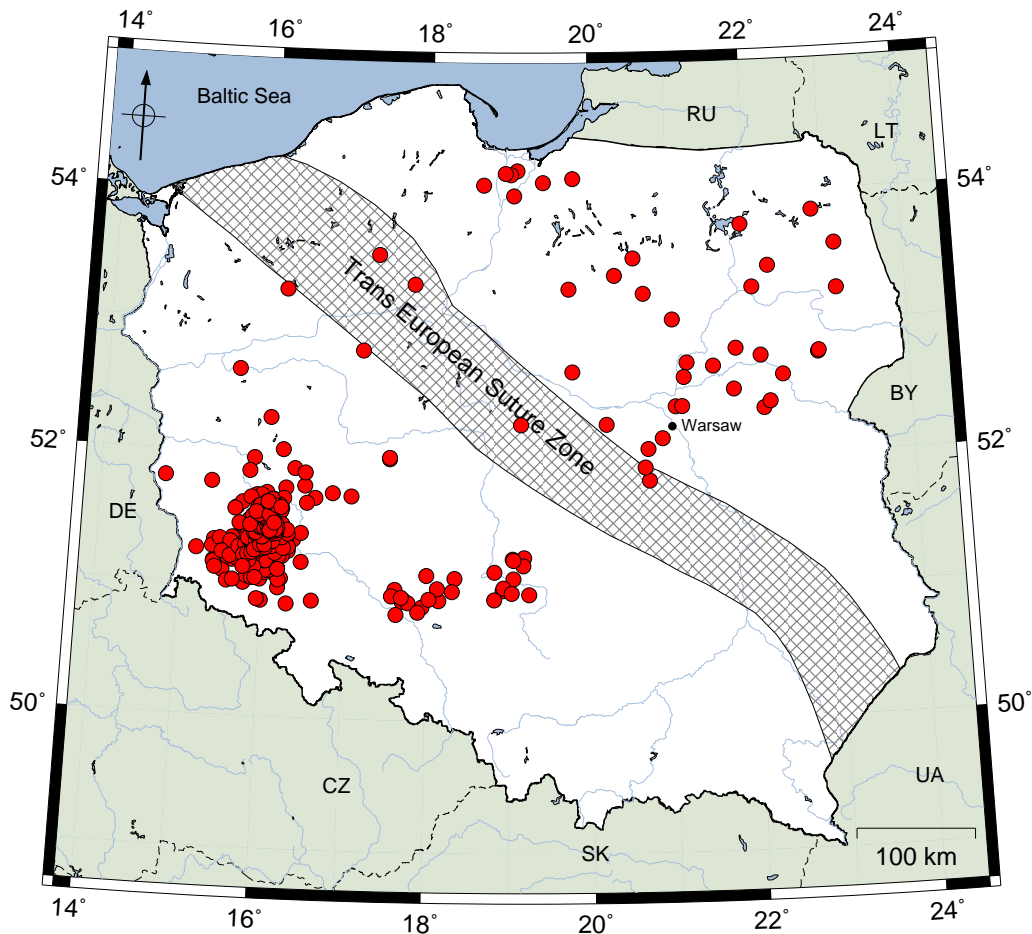 14˚ 16˚ 18˚ 20˚ 22˚ 24˚
Baltic Sea
RU
LT
54˚ 54˚
Trans European Suture Zone
BY
Warsaw
52˚ 52˚
DE
50˚ 50˚
CZ
UA
SK
100 km
14˚ 16˚ 18˚ 20˚ 22˚ 24˚